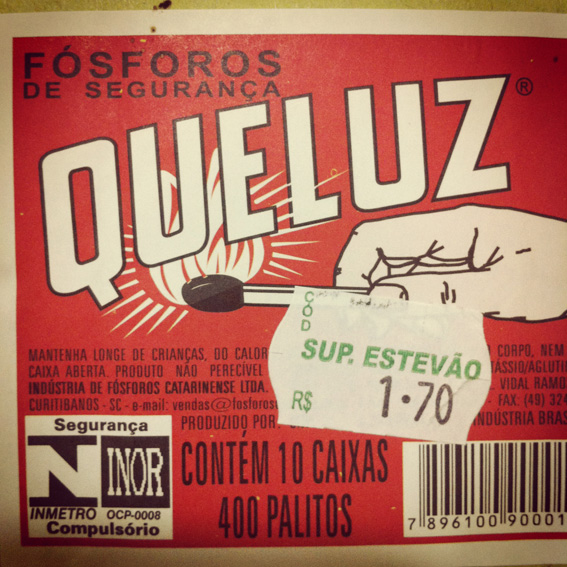 FÓSFOROS
DE SEGURANÇA
QUELUZ®
CÓD
SUP. ESTEVÃO
R$ 1.70
MANTENHA LONGE DE CRIANÇAS, DO CALOR CORPO, NEM
CAIXA ABERTA. PRODUTO NÃO PERECÍVEL
INDÚSTRIA DE FÓSFOROS CATARINENSE LTDA. VIDAL RAMO
CURITIBANOS - SC - e-mail: vendas@fosforos FAX: (49) 324
PRODUZIDO POR INDÚSTRIA BRAS
Segurança
N INOR
INMETRO OCP-0008
Compulsório
CONTÉM 10 CAIXAS
400 PALITOS
7 896100 90001